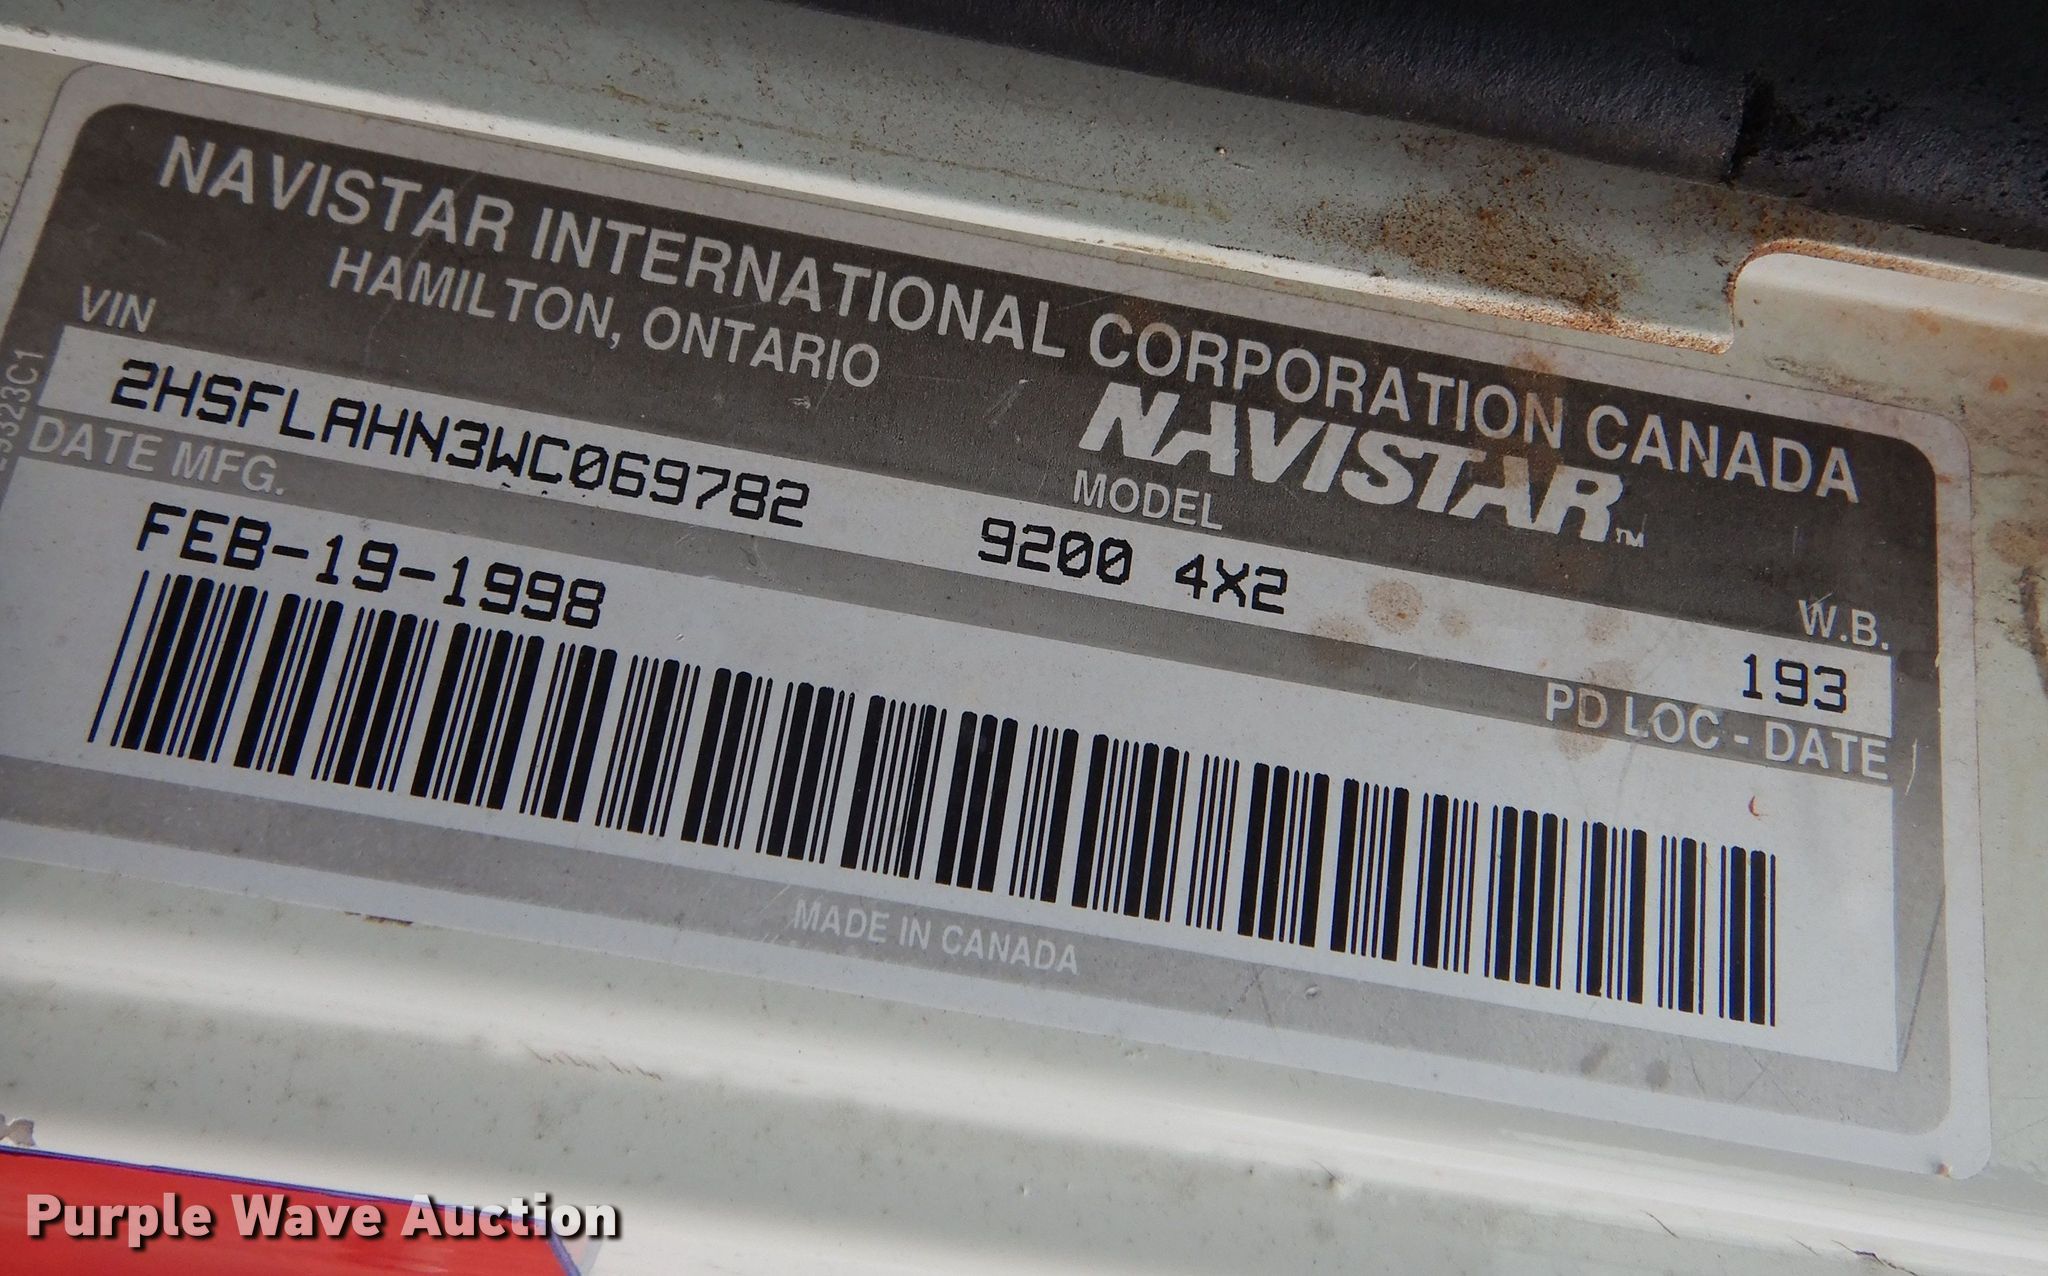 NAVISTAR INTERNATIONAL CORPORATION CANADA
HAMILTON, ONTARIO
NAVISTAR™
VIN
MODEL
W.B.
2HSFLAHN3WC069782
9200 4X2
193
DATE MFG.
PD LOC - DATE
FEB-19-1998
MADE IN CANADA
Purple Wave Auction